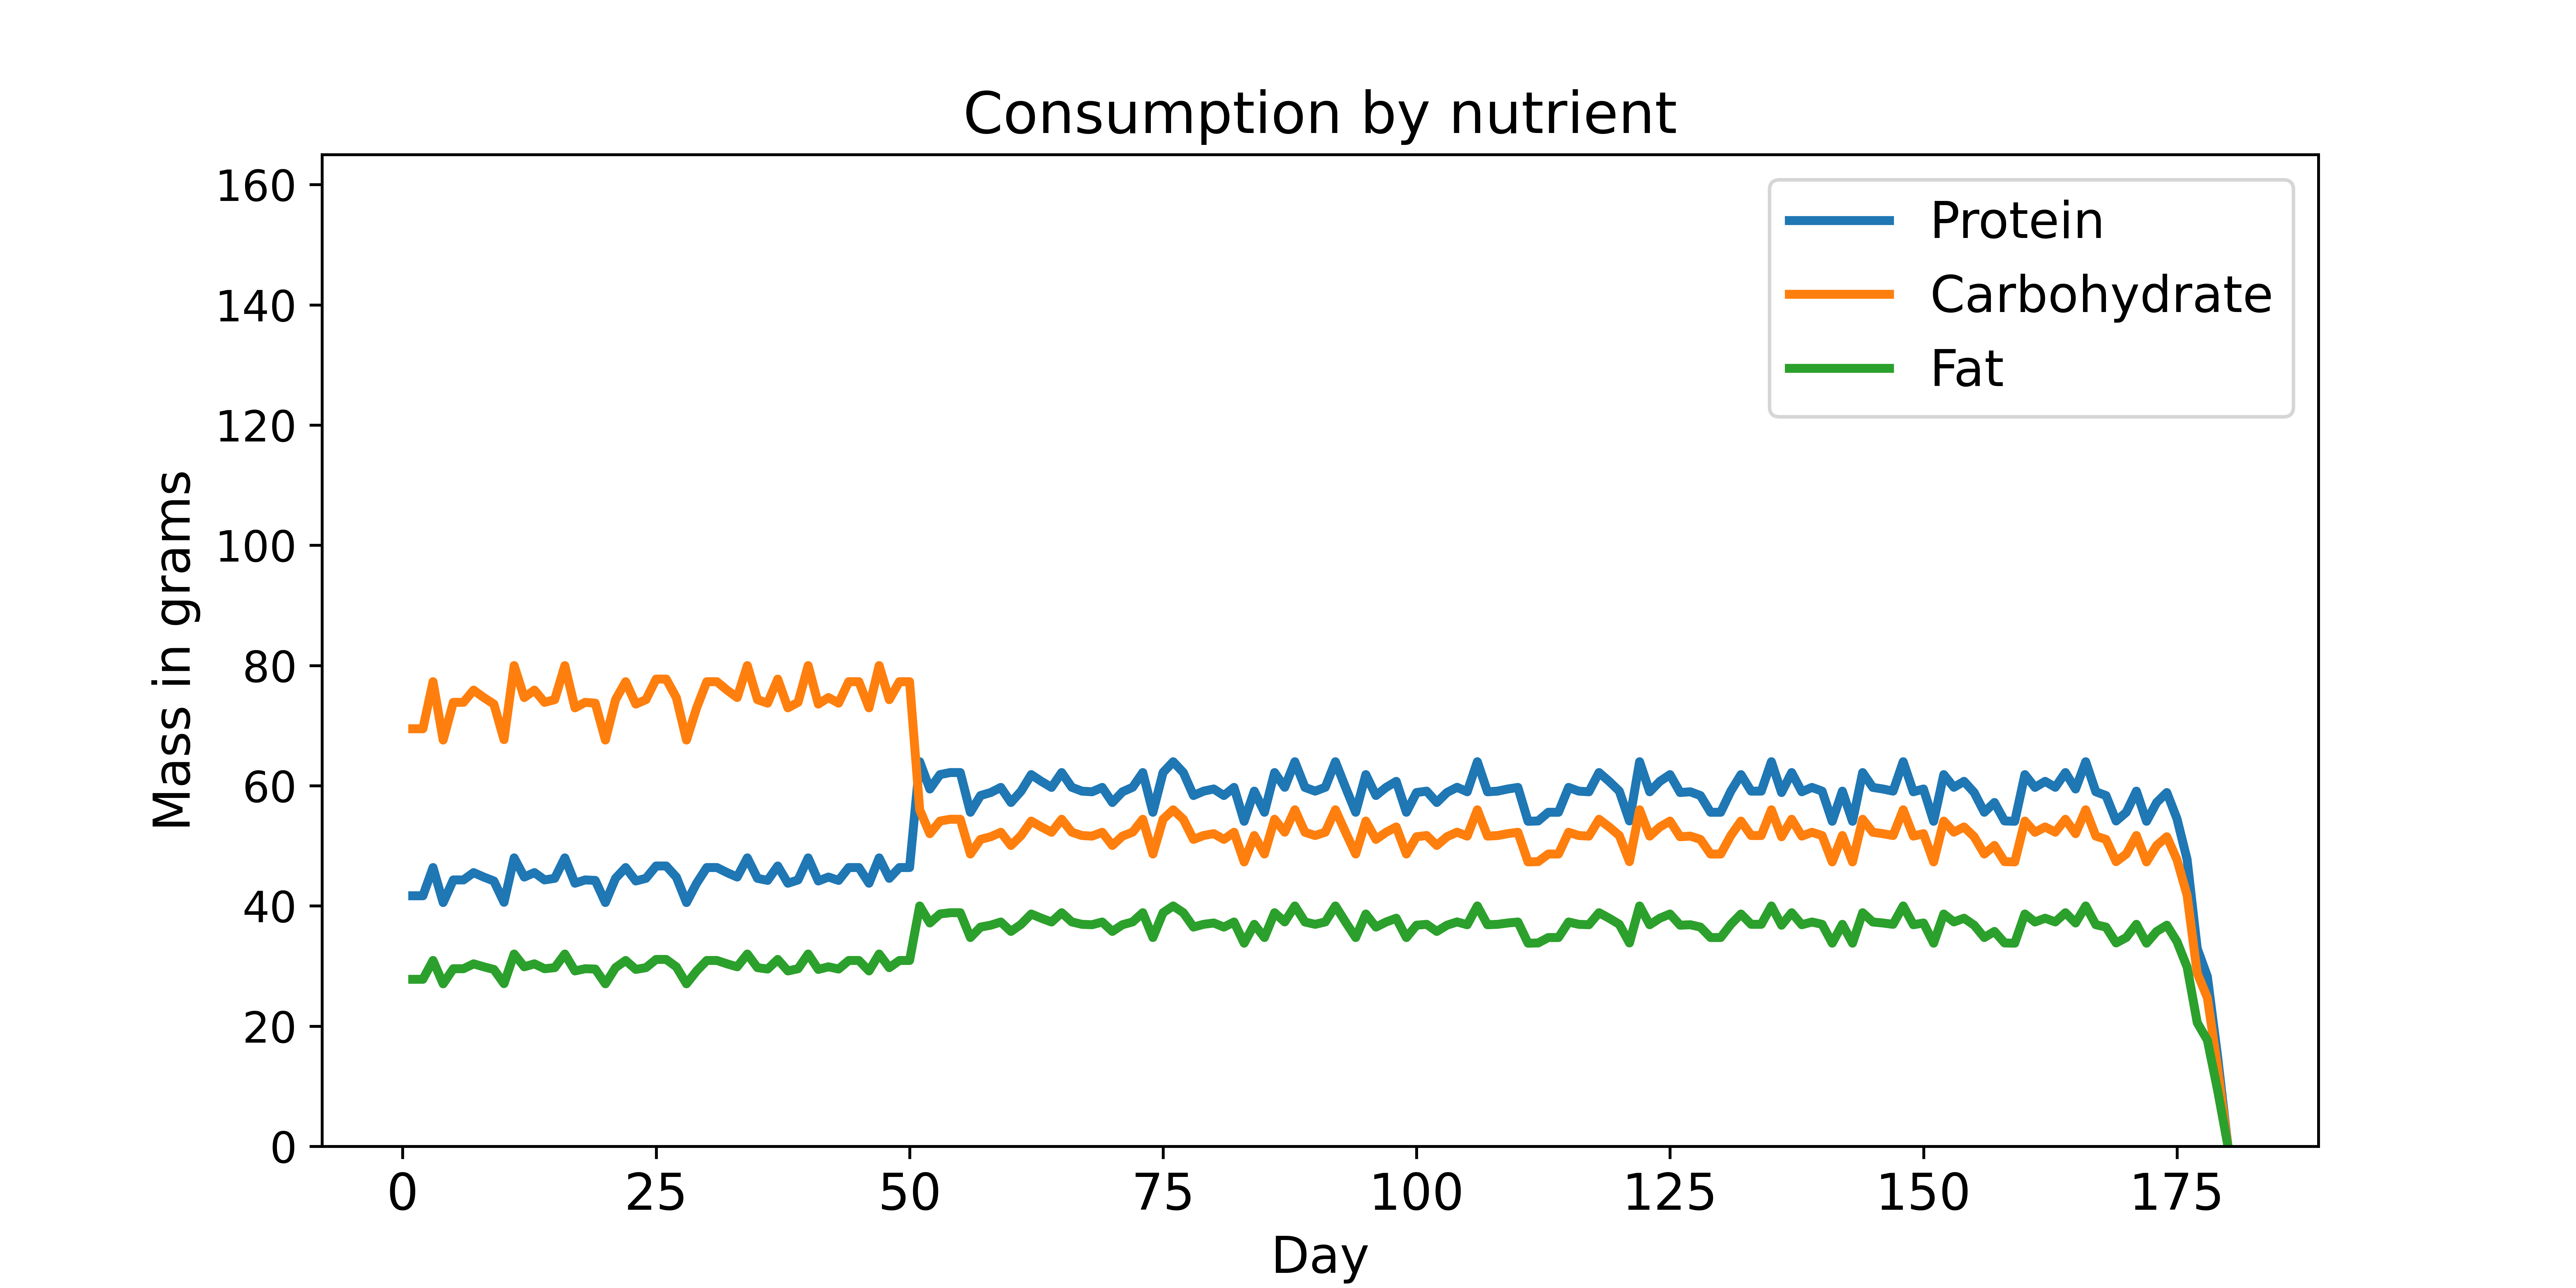 Consumption by nutrient
160
140
120
100
80
60
40
20
0
Mass in grams
Protein
Carbohydrate
Fat
0 25 50 75 100 125 150 175
Day